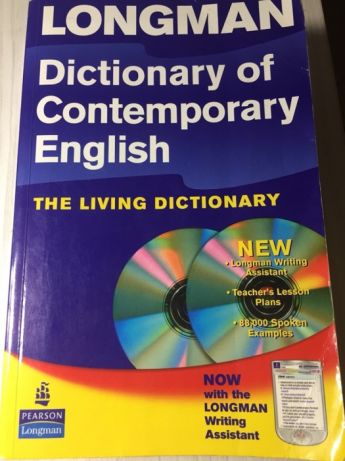 LONGMAN
Dictionary of
Contemporary
English
THE LIVING DICTIONARY
NEW
• Longman Writing
Assistant
• Teacher's Lesson
Plans
• 88,000 Spoken
Examples
NOW
with the
LONGMAN
Writing
Assistant
PEARSON
Longman